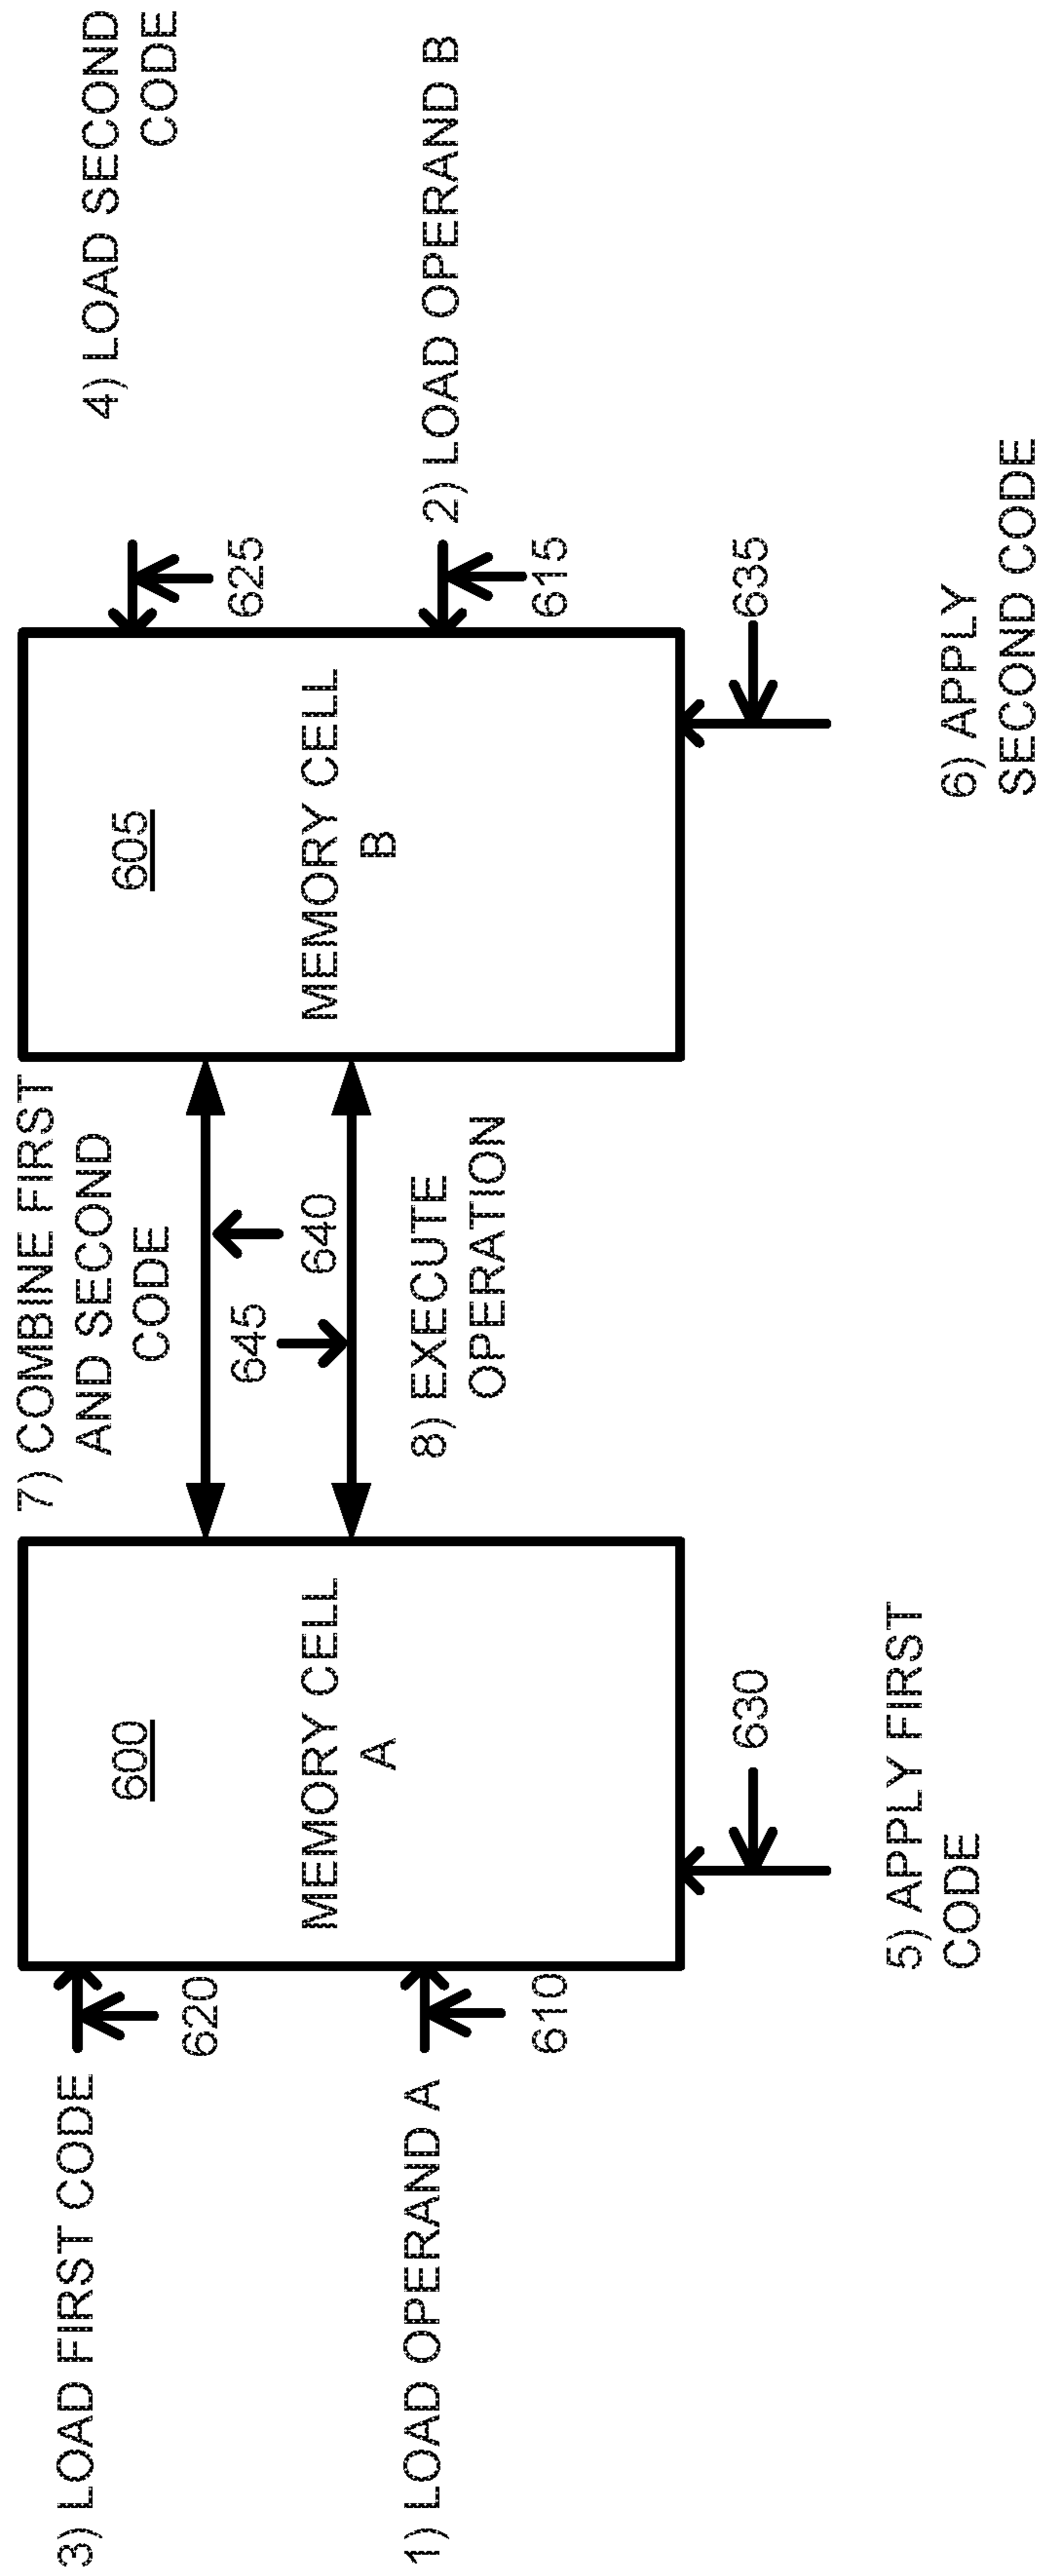 3) LOAD FIRST CODE
620
1) LOAD OPERAND A
610
600
MEMORY CELL
A
5) APPLY FIRST
CODE
630
7) COMBINE FIRST
AND SECOND
CODE
645
640
8) EXECUTE
OPERATION
605
MEMORY CELL
B
4) LOAD SECOND
CODE
625
2) LOAD OPERAND B
615
635
6) APPLY
SECOND CODE